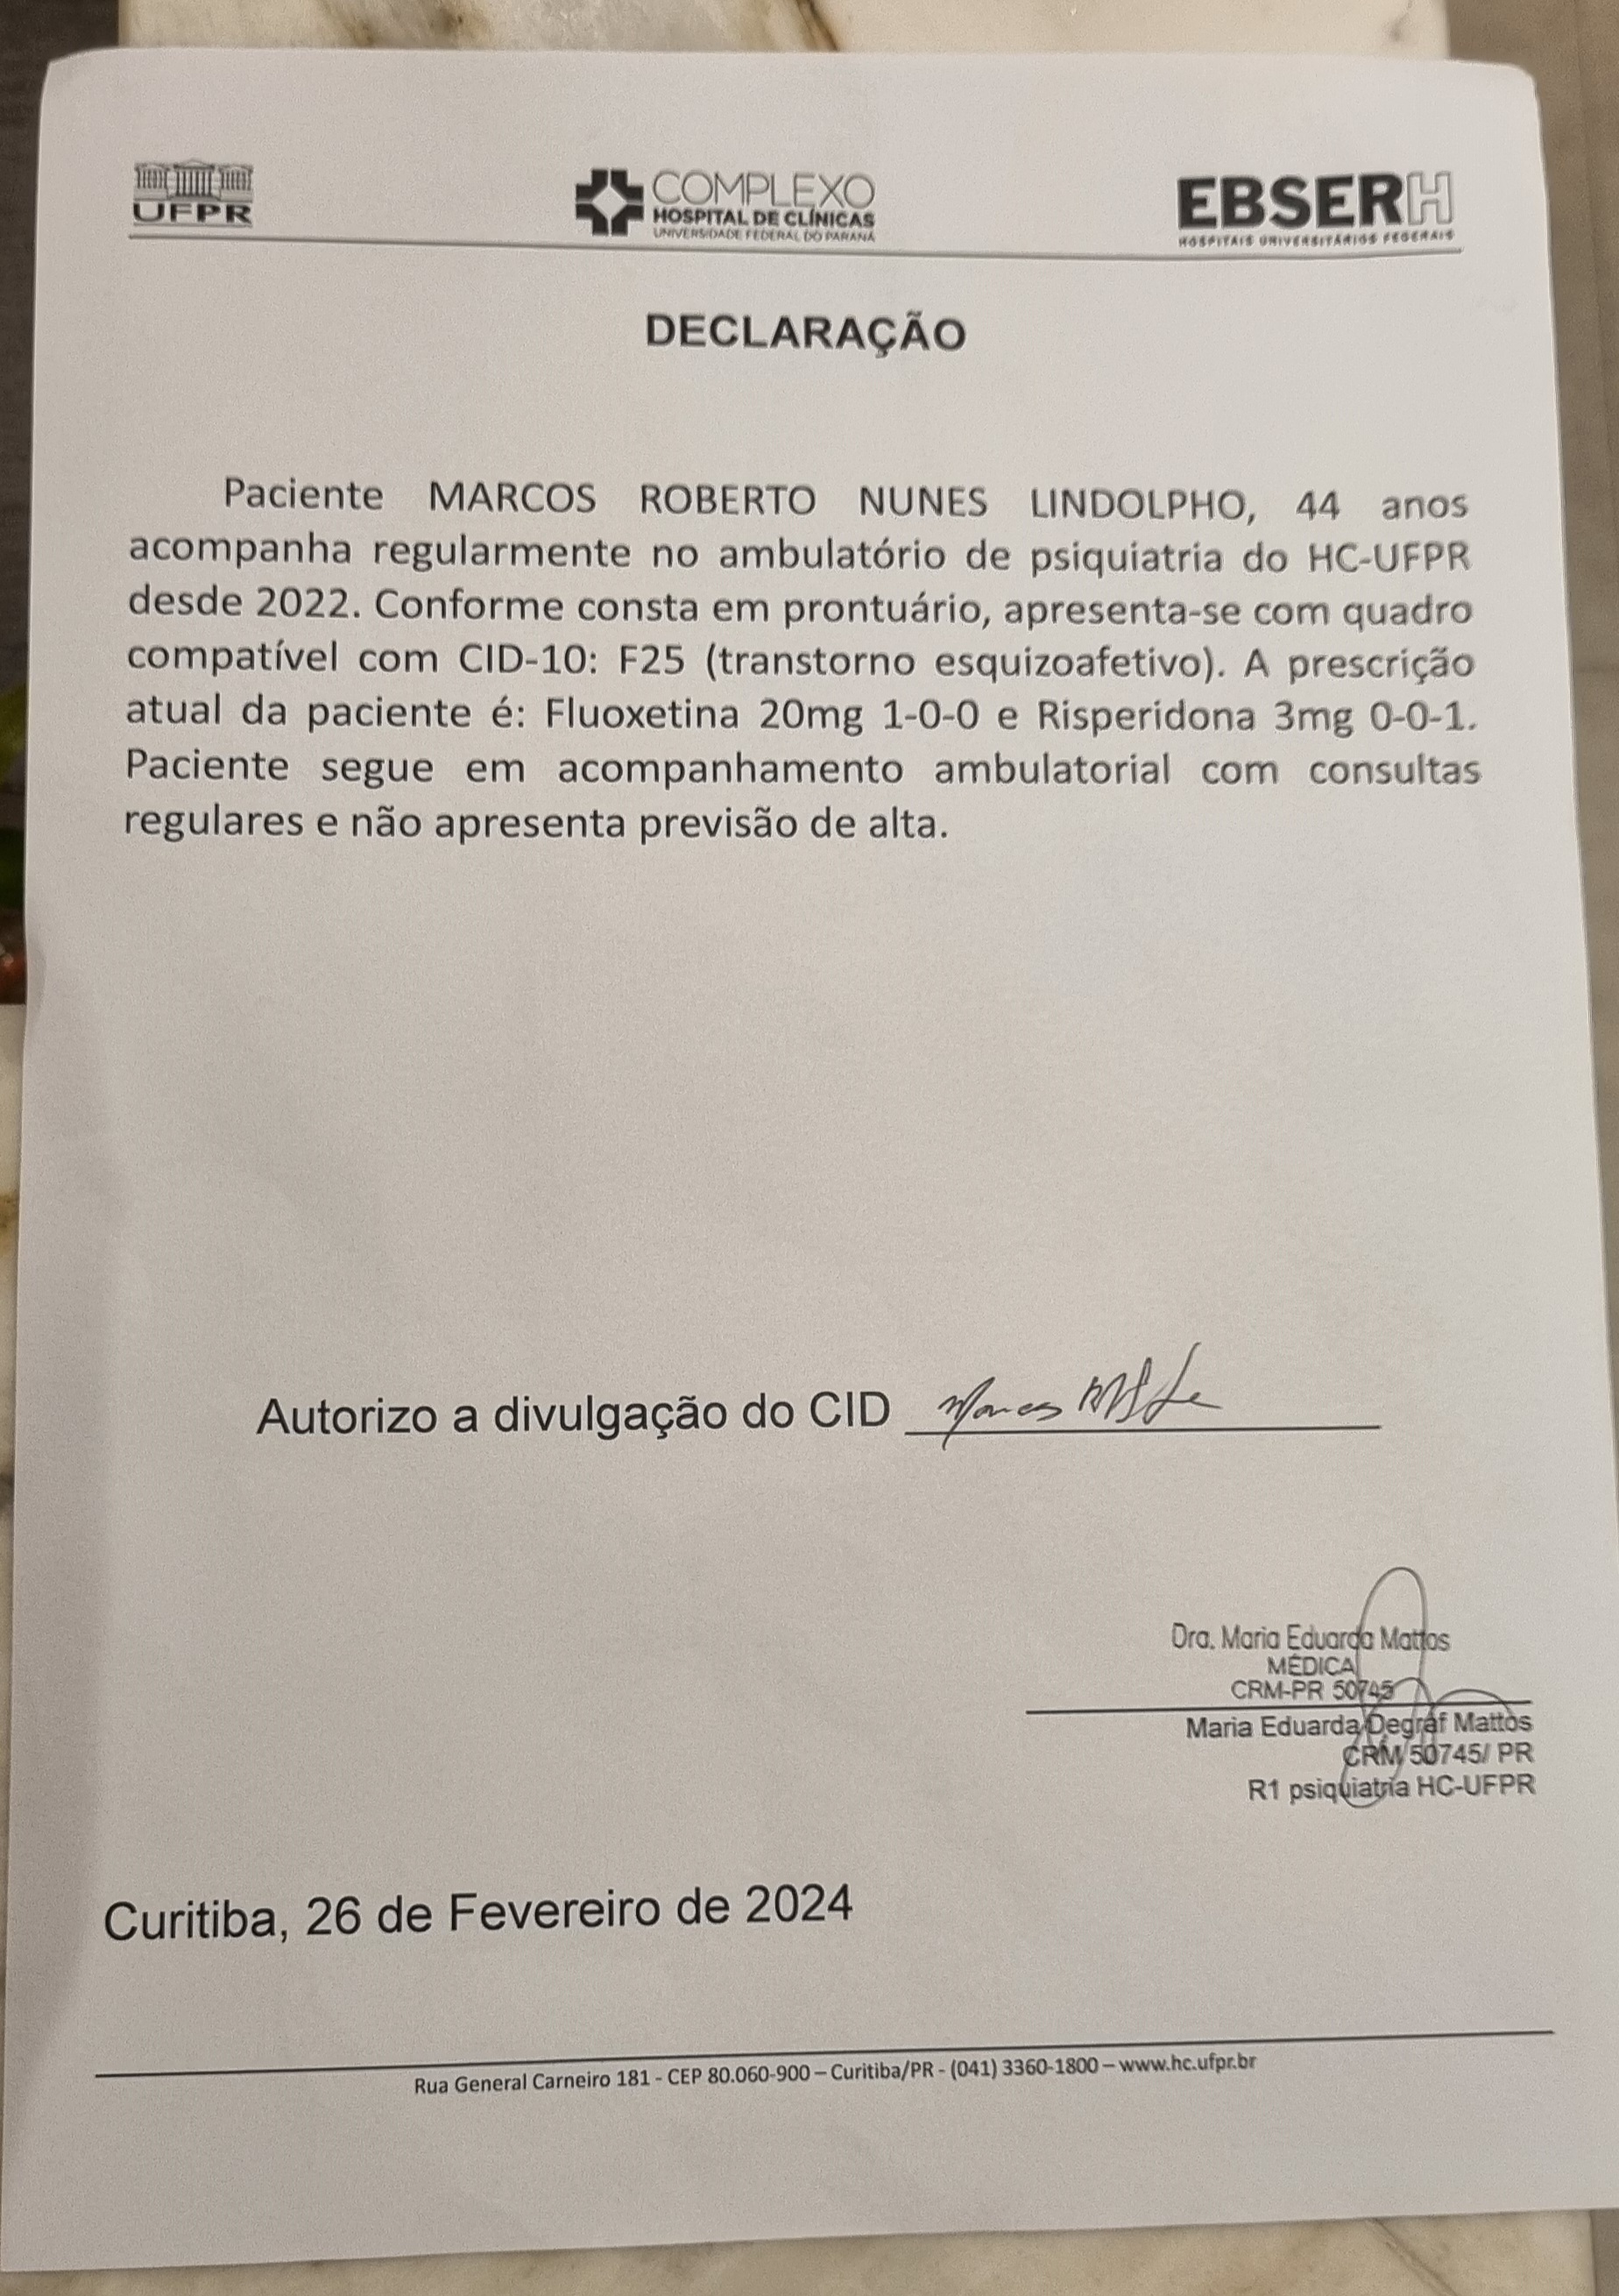 UFPR
COMPLEXO
HOSPITAL DE CLÍNICAS
UNIVERSIDADE FEDERAL DO PARANÁ
EBSERH
HOSPITAIS UNIVERSITÁRIOS FEDERAIS
DECLARAÇÃO
Paciente MARCOS ROBERTO NUNES LINDOLPHO, 44 anos
acompanha regularmente no ambulatório de psiquiatria do HC-UFPR
desde 2022. Conforme consta em prontuário, apresenta-se com quadro
compatível com CID-10: F25 (transtorno esquizoafetivo). A prescrição
atual da paciente é: Fluoxetina 20mg 1-0-0 e Risperidona 3mg 0-0-1.
Paciente segue em acompanhamento ambulatorial com consultas
regulares e não apresenta previsão de alta.
Autorizo a divulgação do CID Marcos
Dra. Maria Eduarda Mattos
MÉDICA
CRM-PR 50745
Maria Eduarda Degraf Mattos
CRM 50745/ PR
R1 psiquiatria HC-UFPR
Curitiba, 26 de Fevereiro de 2024
Rua General Carneiro 181 - CEP 80.060-900 – Curitiba/PR - (041) 3360-1800 – www.hc.ufpr.br